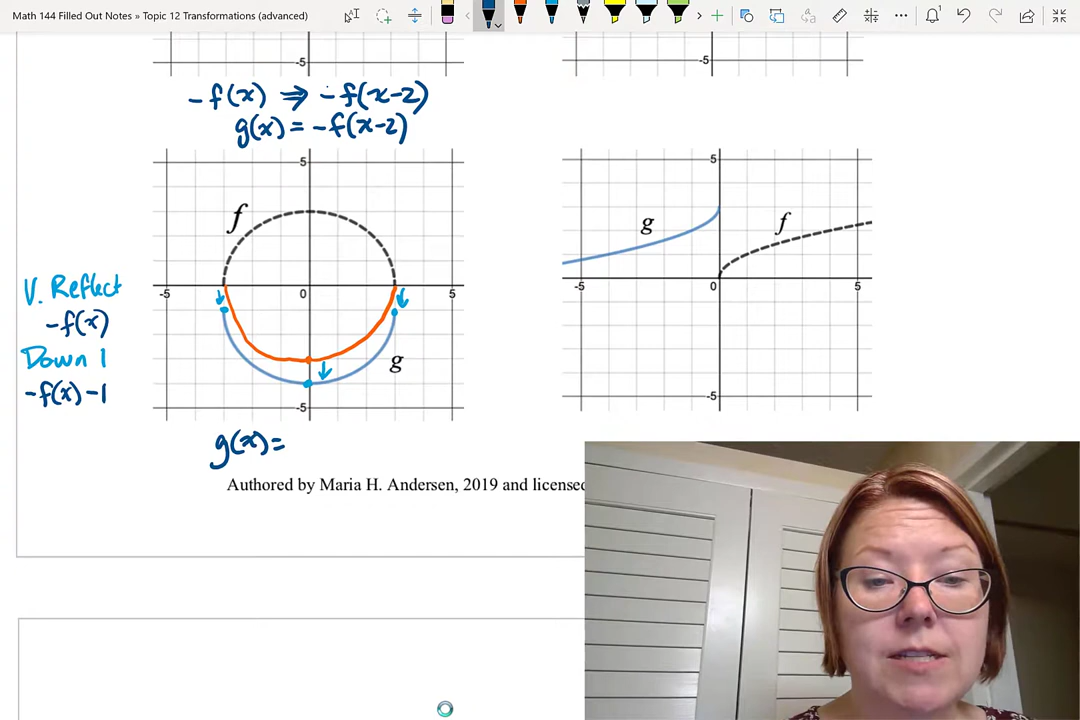 Math 144 Filled Out Notes » Topic 12 Transformations (advanced)
-5
-5
-f(x) ⇒ -f(x-2)
g(x) = -f(x-2)
5
f
-5
0
5
g
-5
V. Reflect
-f(x)
Down 1
-f(x)-1
g(x)=
5
g
f
-5
0
5
-5
Authored by Maria H. Andersen, 2019 and licensed